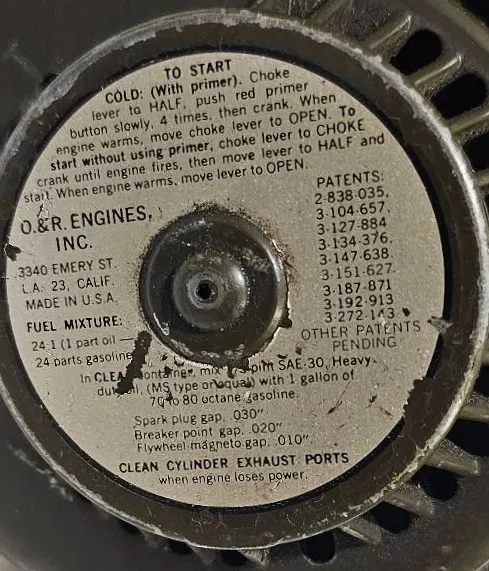 TO START
COLD: (With primer). Choke
lever to HALF, push red primer
button slowly, 4 times, then crank. When
engine warms, move choke lever to OPEN. To
start without using primer, choke lever to CHOKE
crank until engine fires, then move lever to HALF and
start. When engine warms, move lever to OPEN.
O.&R. ENGINES,
INC.
3340 EMERY ST.
L.A. 23, CALIF.
MADE IN U.S.A.
FUEL MIXTURE:
24-1 (1 part oil —
24 parts gasoline
PATENTS:
2-838-035,
3-104-657,
3-127-884
3-134-376,
3-147-638,
3-151-627,
3-187-871
3-192-913
3-272-143
OTHER PATENTS
PENDING
In CLEAN container, mix pint SAE-30, Heavy
duty oil, (MS type or equal) with 1 gallon of
70 to 80 octane gasoline.
Spark plug gap, .030"
Breaker point gap, .020"
Flywheel-magneto gap, .010".
CLEAN CYLINDER EXHAUST PORTS
when engine loses power.